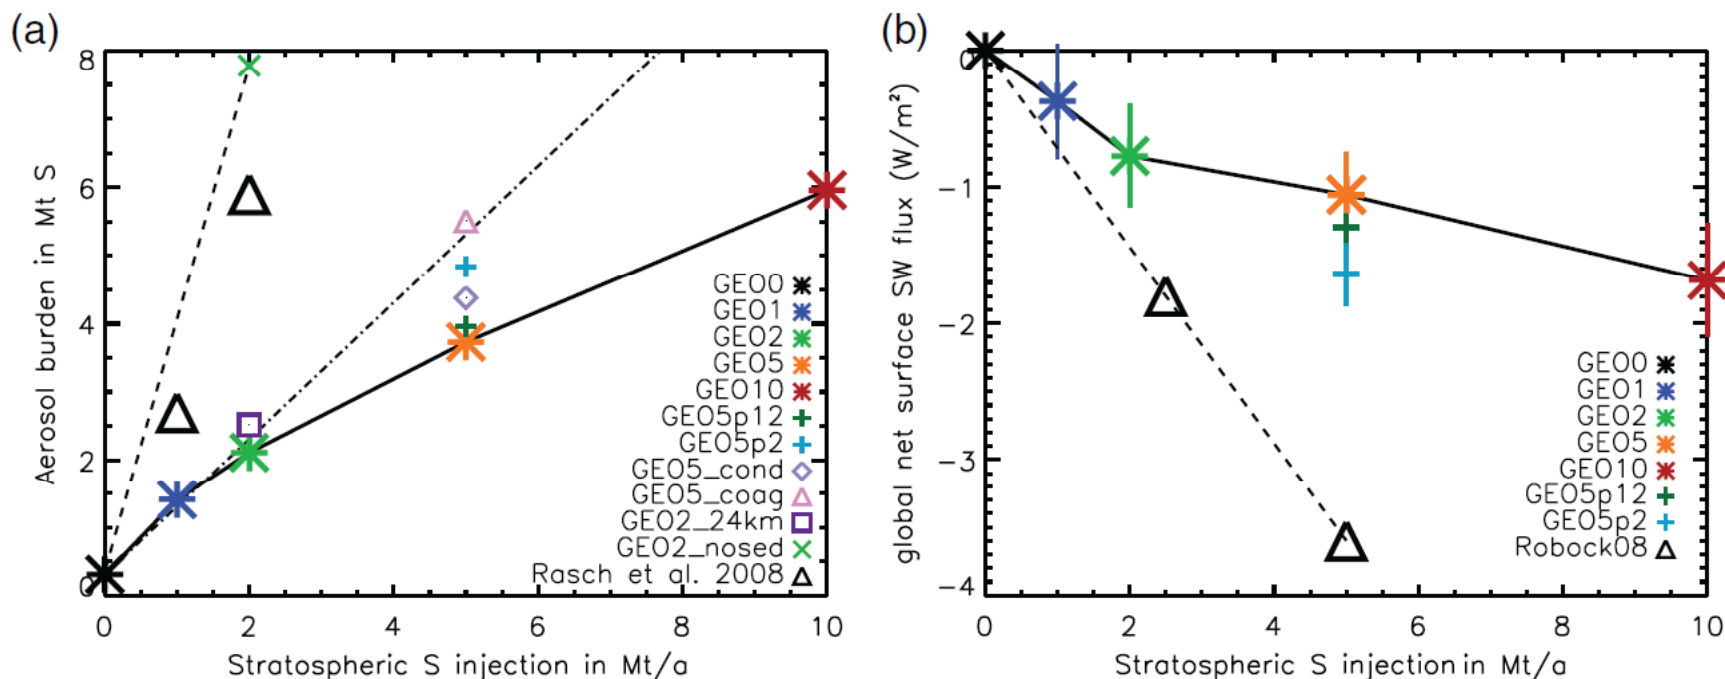 (a)
8
6
4
2
0
Aerosol burden in Mt S
GEO0
GEO1
GEO2
GEO5
GEO10
GEO5p12
GEO5p2
GEO5_cond
GEO5_coag
GEO2_24km
GEO2_nosed
Rasch et al. 2008
0 2 4 6 8 10
Stratospheric S injection in Mt/a
(b)
0
-1
-2
-3
-4
global net surface SW flux (W/m²)
GEO0
GEO1
GEO2
GEO5
GEO10
GEO5p12
GEO5p2
Robock08
0 2 4 6 8 10
Stratospheric S injection in Mt/a